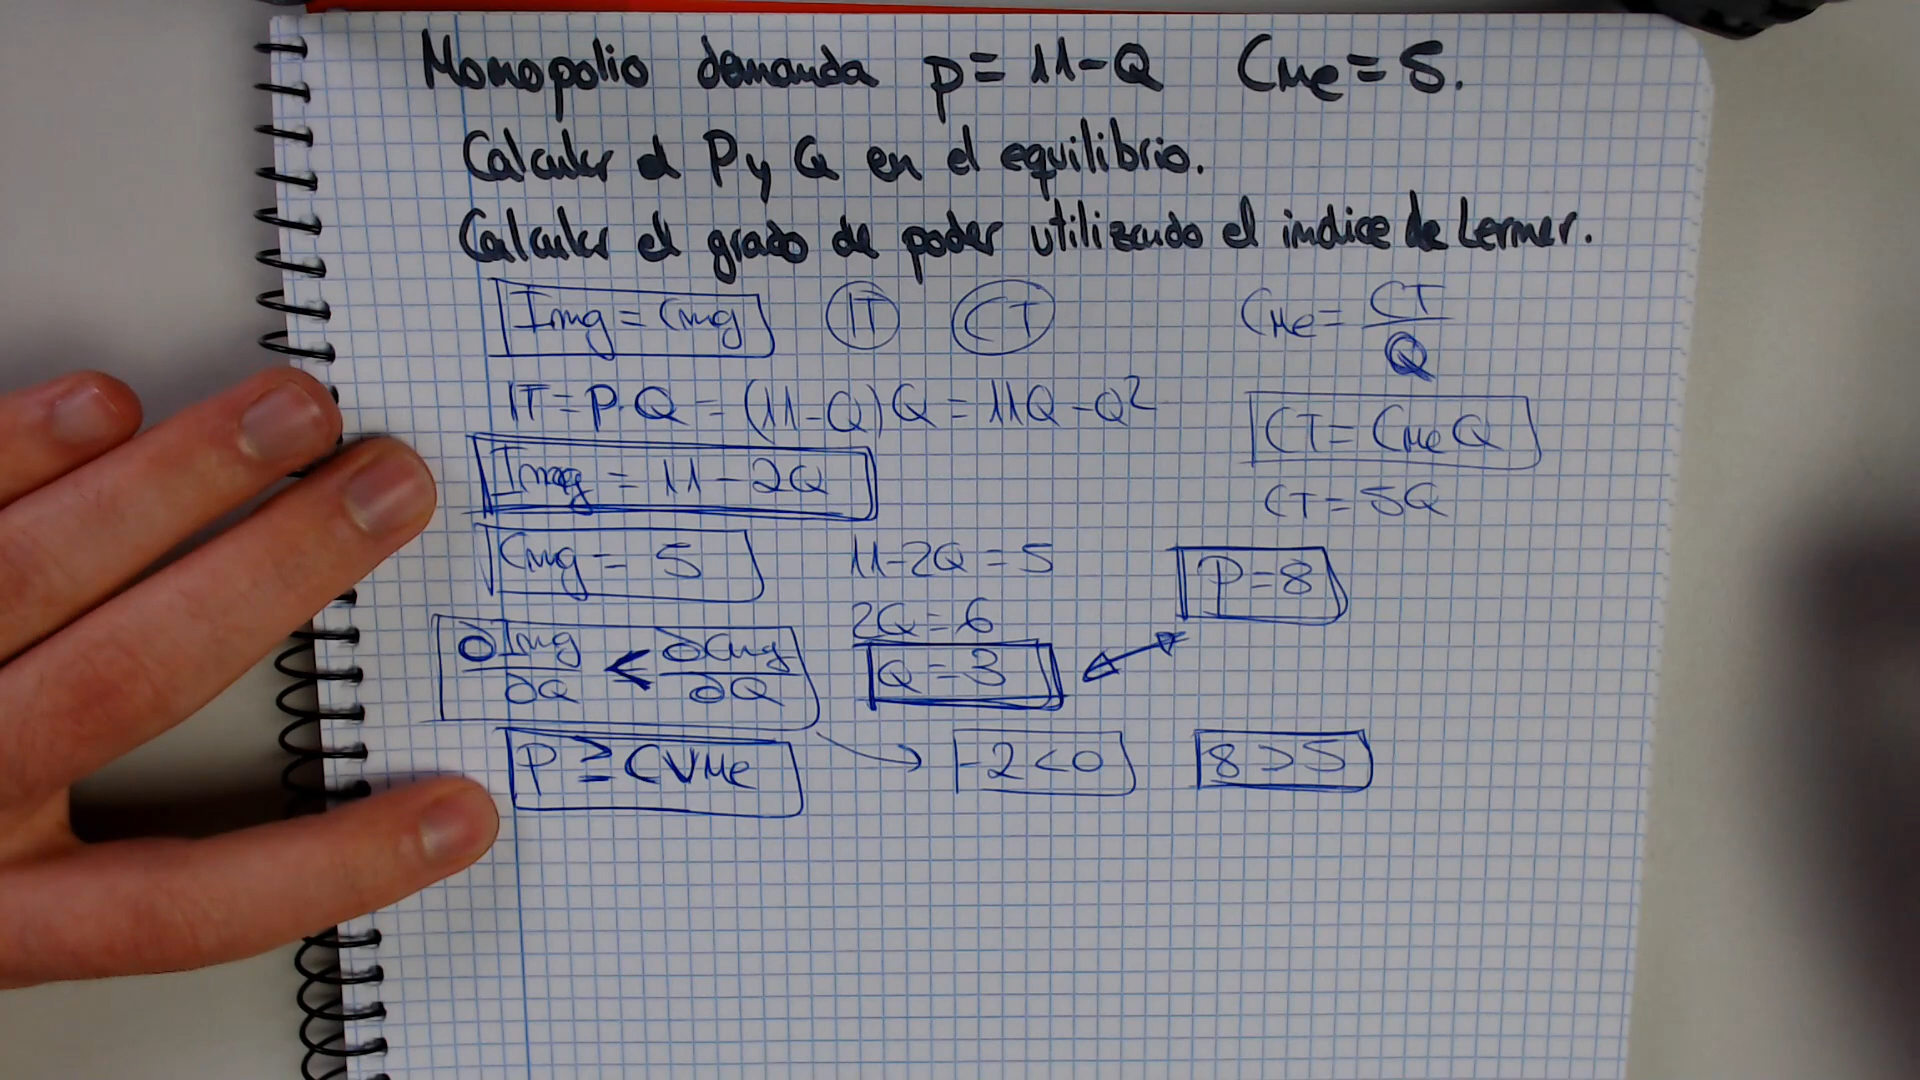 Monopolio demanda p = 11 - Q CMe = 5.
Calcular el P y Q en el equilibrio.
Calcular el grado de poder utilizando el indice de Lerner.
Img = Cmg IT CT
CMe = CT / Q
IT = P·Q = (11-Q)Q = 11Q - Q²
CT = CMe Q
Img = 11 - 2Q
CT = 5Q
Cmg = 5
11 - 2Q = 5
P = 8
2Q = 6
∂Img/∂Q < ∂Cmg/∂Q
Q = 3
P ≥ CVMe
-2 < 0
8 > 5